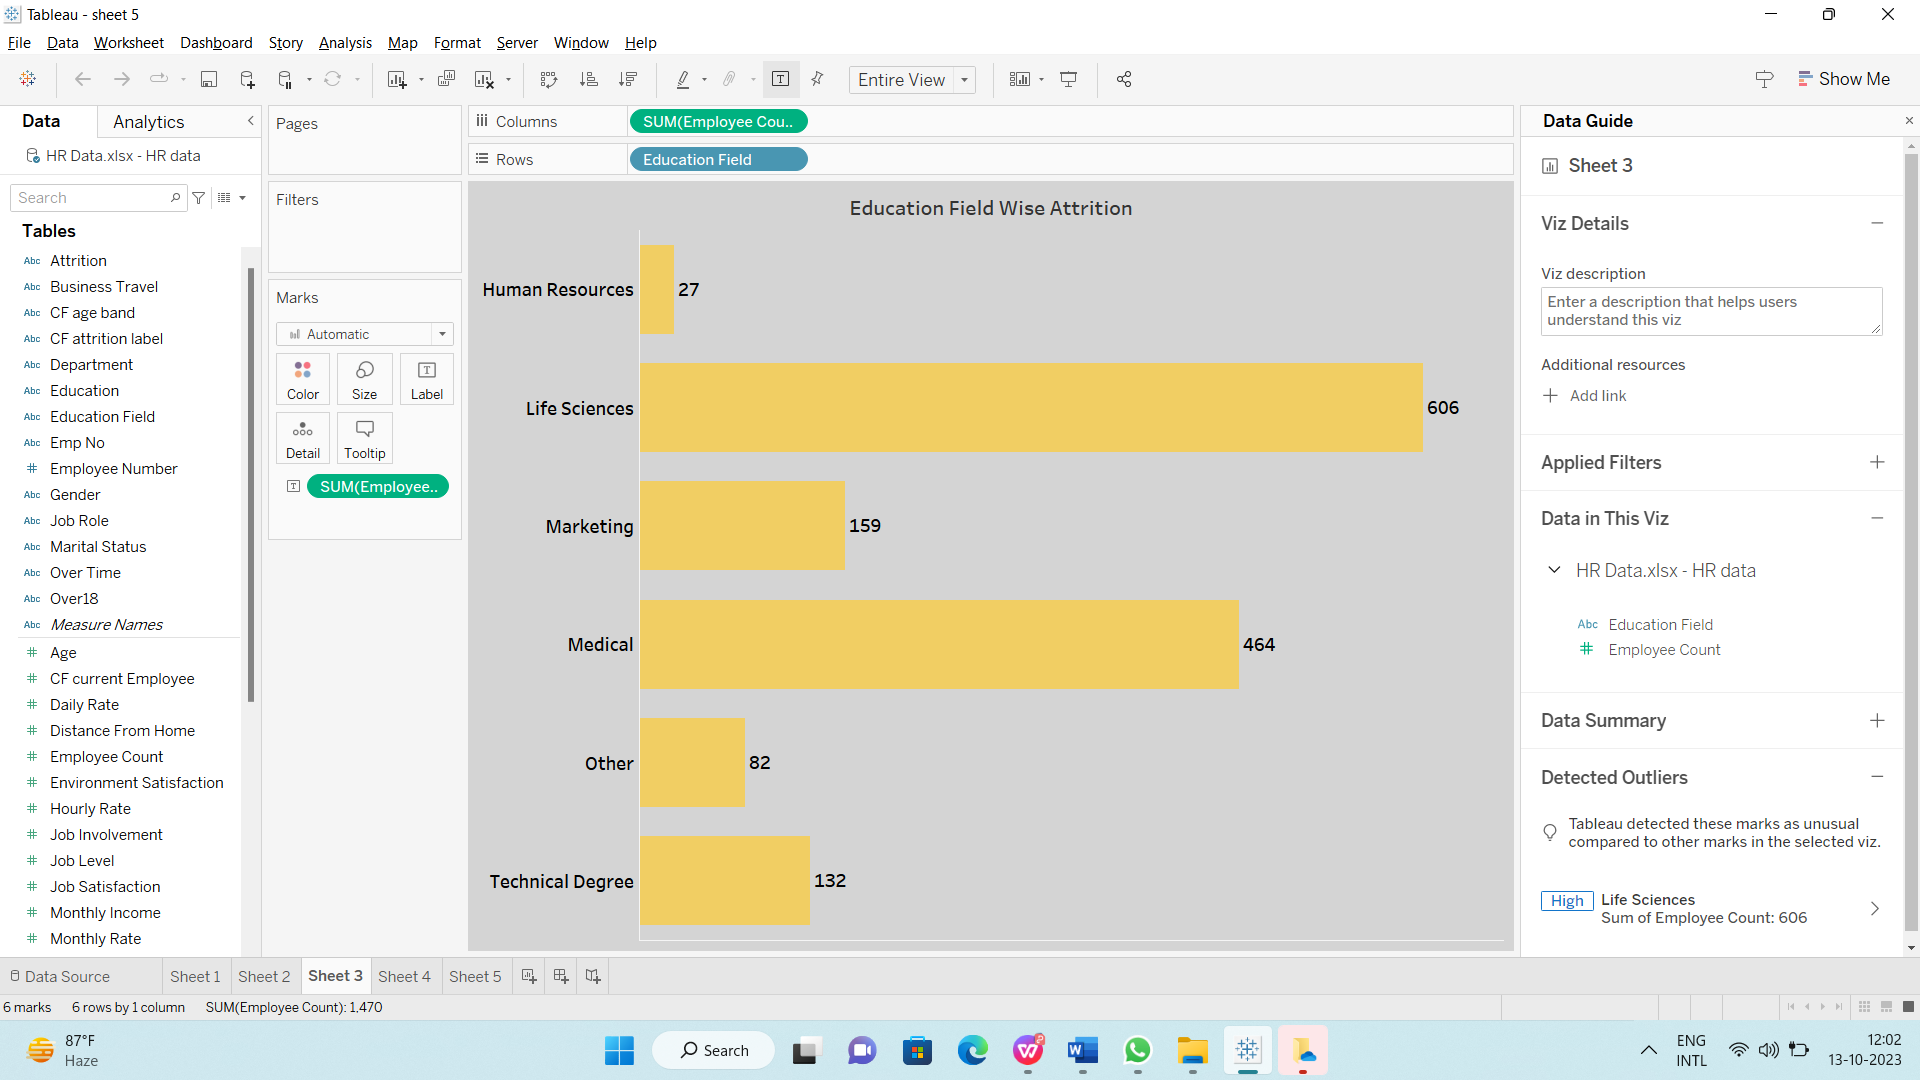 Tableau - sheet 5
File Data Worksheet Dashboard Story Analysis Map Format Server Window Help
Entire View
Show Me
Data Analytics
HR Data.xlsx - HR data
Search
Tables
Abc Attrition
Abc Business Travel
Abc CF age band
Abc CF attrition label
Abc Department
Abc Education
Abc Education Field
Abc Emp No
# Employee Number
Abc Gender
Abc Job Role
Abc Marital Status
Abc Over Time
Abc Over18
Abc Measure Names
# Age
# CF current Employee
# Daily Rate
# Distance From Home
# Employee Count
# Environment Satisfaction
# Hourly Rate
# Job Involvement
# Job Level
# Job Satisfaction
# Monthly Income
# Monthly Rate
Pages
Filters
Marks
Automatic
Color Size Label
Detail Tooltip
SUM(Employee..
Columns SUM(Employee Cou..
Rows Education Field
Education Field Wise Attrition
Human Resources 27
Life Sciences 606
Marketing 159
Medical 464
Other 82
Technical Degree 132
Data Guide
Sheet 3
Viz Details
Viz description
Enter a description that helps users
understand this viz
Additional resources
Add link
Applied Filters
Data in This Viz
HR Data.xlsx - HR data
Abc Education Field
# Employee Count
Data Summary
Detected Outliers
Tableau detected these marks as unusual
compared to other marks in the selected viz.
High Life Sciences
Sum of Employee Count: 606
Data Source Sheet 1 Sheet 2 Sheet 3 Sheet 4 Sheet 5
6 marks 6 rows by 1 column SUM(Employee Count): 1,470
87°F
Haze
Search
ENG
INTL
12:02
13-10-2023